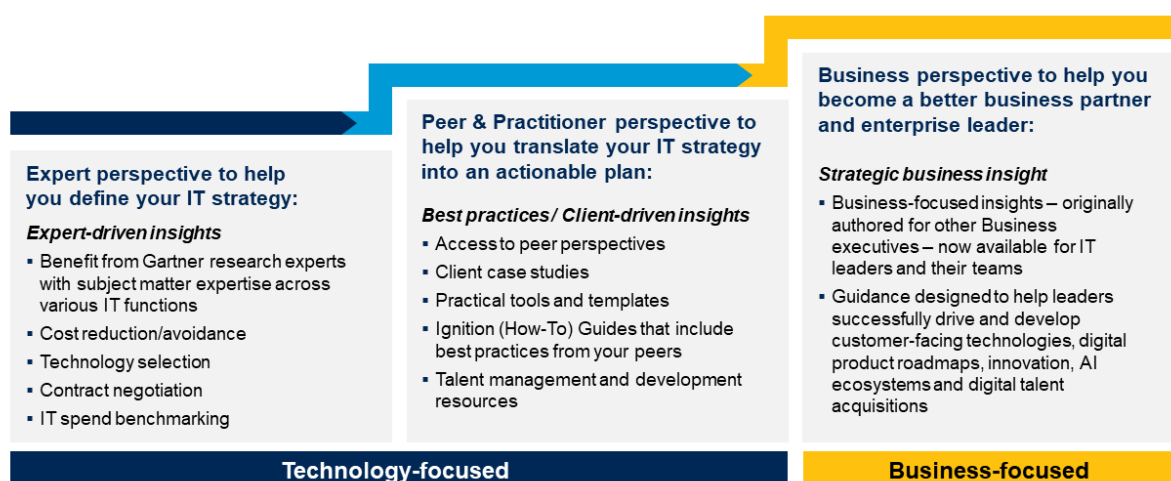 Expert perspective to help
you define your IT strategy:
Expert-driven insights
▪ Benefit from Gartner research experts
with subject matter expertise across
various IT functions
▪ Cost reduction/avoidance
▪ Technology selection
▪ Contract negotiation
▪ IT spend benchmarking
Peer & Practitioner perspective to
help you translate your IT strategy
into an actionable plan:
Best practices / Client-driven insights
▪ Access to peer perspectives
▪ Client case studies
▪ Practical tools and templates
▪ Ignition (How-To) Guides that include
best practices from your peers
▪ Talent management and development
resources
Business perspective to help you
become a better business partner
and enterprise leader:
Strategic business insight
▪ Business-focused insights – originally
authored for other Business
executives – now available for IT
leaders and their teams
▪ Guidance designed to help leaders
successfully drive and develop
customer-facing technologies, digital
product roadmaps, innovation, AI
ecosystems and digital talent
acquisitions
Technology-focused
Business-focused